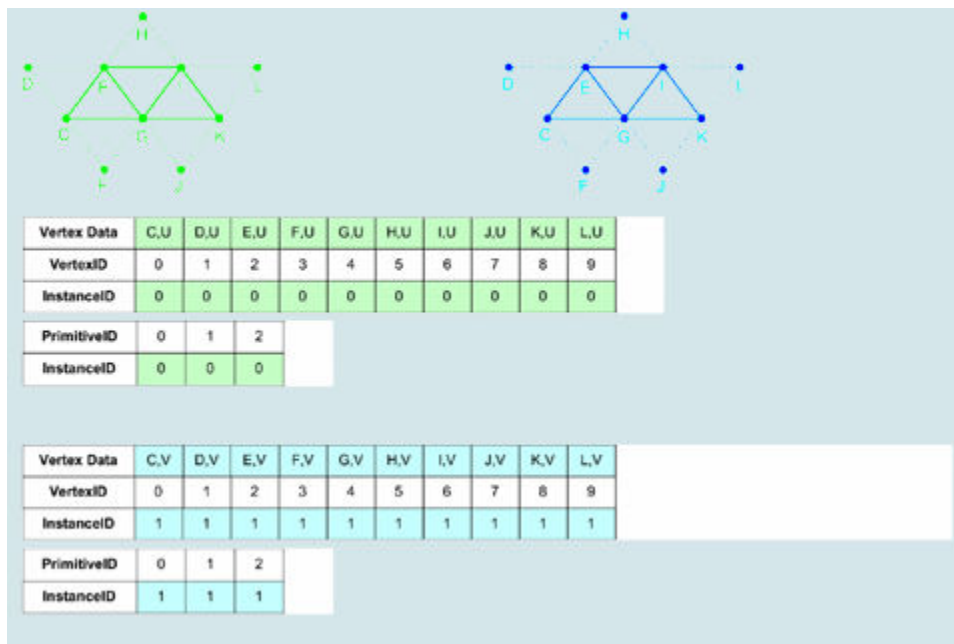 H H
D F L D E I L
C G K C G K
F J F J
Vertex Data C,U D,U E,U F,U G,U H,U I,U J,U K,U L,U
VertexID 0 1 2 3 4 5 6 7 8 9
InstanceID 0 0 0 0 0 0 0 0 0 0
PrimitiveID 0 1 2
InstanceID 0 0 0
Vertex Data C,V D,V E,V F,V G,V H,V I,V J,V K,V L,V
VertexID 0 1 2 3 4 5 6 7 8 9
InstanceID 1 1 1 1 1 1 1 1 1 1
PrimitiveID 0 1 2
InstanceID 1 1 1